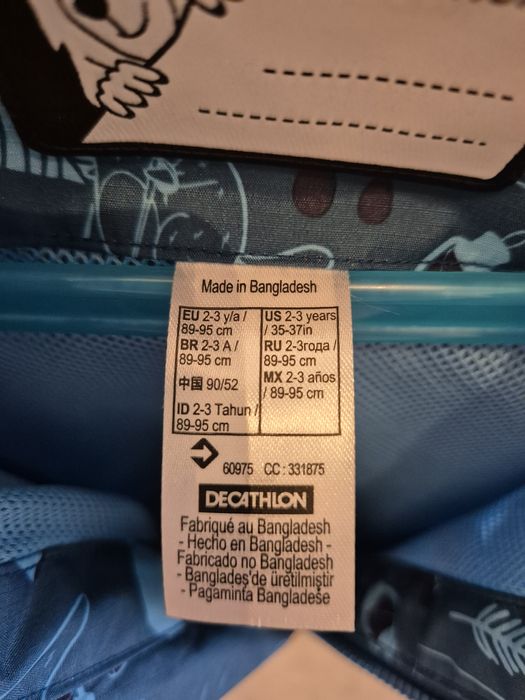 Made in Bangladesh
EU 2-3 y/a /
89-95 cm
BR 2-3 A /
89-95 cm
中国 90/52
ID 2-3 Tahun /
89-95 cm
US 2-3 years
/ 35-37in
RU 2-3года /
89-95 cm
MX 2-3 años
/ 89-95 cm
60975 CC : 331875
DECATHLON
Fabriqué au Bangladesh
- Hecho en Bangladesh -
Fabricado no Bangladesh
- Bangladeş'de üretilmiştir
- Pagaminta Bangladeše